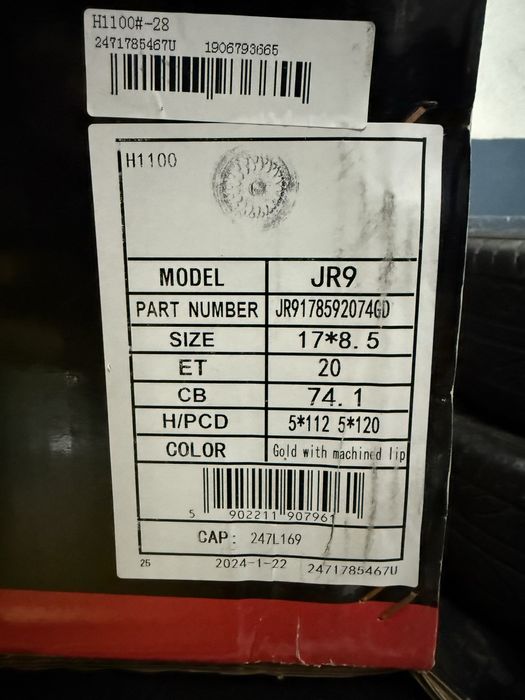 H1100#-28
2471785467U 1906793665
H1100
MODEL JR9
PART NUMBER JR9178592074GD
SIZE 17*8.5
ET 20
CB 74.1
H/PCD 5*112 5*120
COLOR Gold with machined lip
5 902211 907961
CAP: 247L169
25 2024-1-22 2471785467U